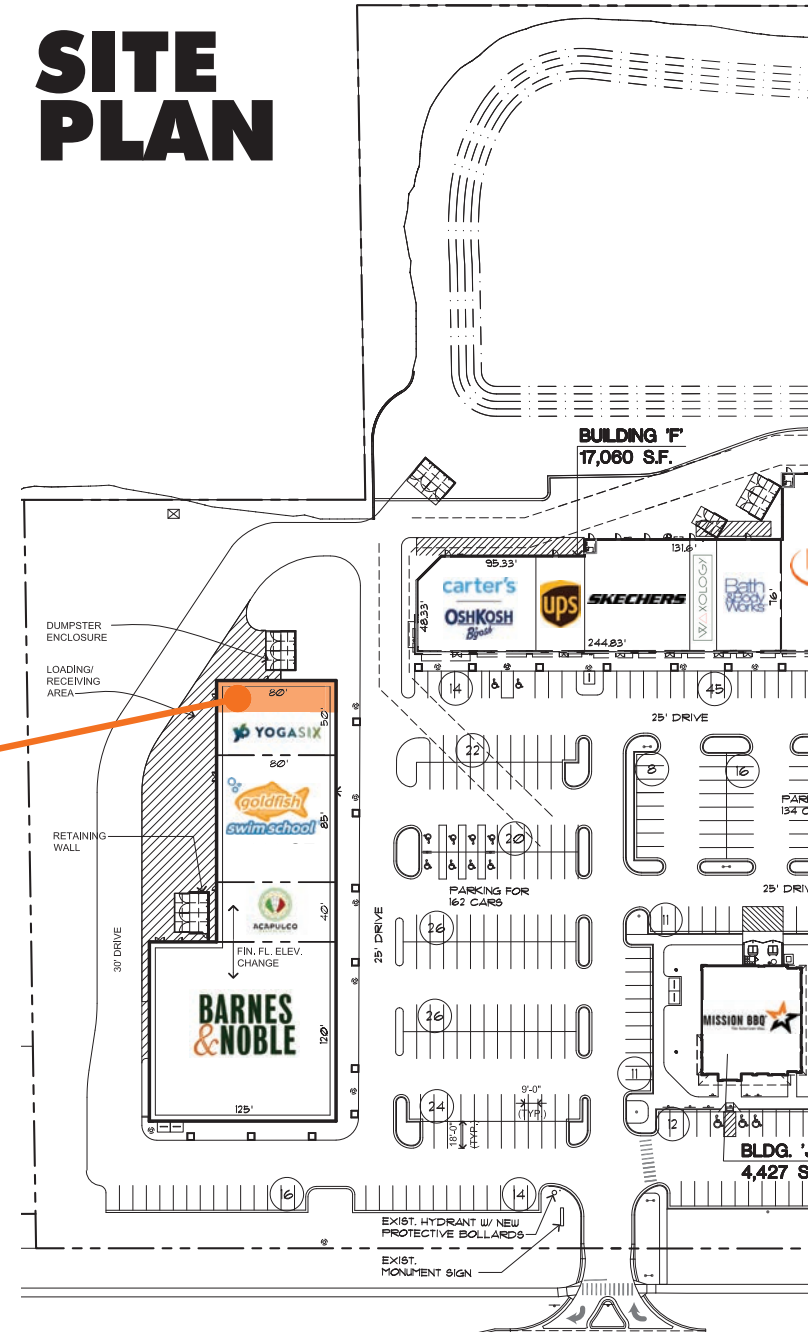 SITE
PLAN
BUILDING 'F'
17,060 S.F.
95.33'
131.6'
carter's
OSHKOSH
B'gosh
48.33'
ups
SKECHERS
WAXOLOGY
Bath
&Body
Works
76'
244.83'
DUMPSTER
ENCLOSURE
LOADING/
RECEIVING
AREA
80'
50'
YOGASIX
80'
goldfish
swim school
85'
RETAINING
WALL
ACAPULCO
40'
FIN. FL. ELEV.
CHANGE
30' DRIVE
BARNES
&NOBLE
120'
125'
14
45
25' DRIVE
22
8
16
20
134 C
PARKING FOR
162 CARS
25' DRIVE
25' DRIV
26
11
26
MISSION BBQ
11
24
9'-0"
(TYP.)
18'-0"
(TYP.)
12
BLDG. 'J
4,427 S
16
14
EXIST. HYDRANT W/ NEW
PROTECTIVE BOLLARDS
EXIST.
MONUMENT SIGN